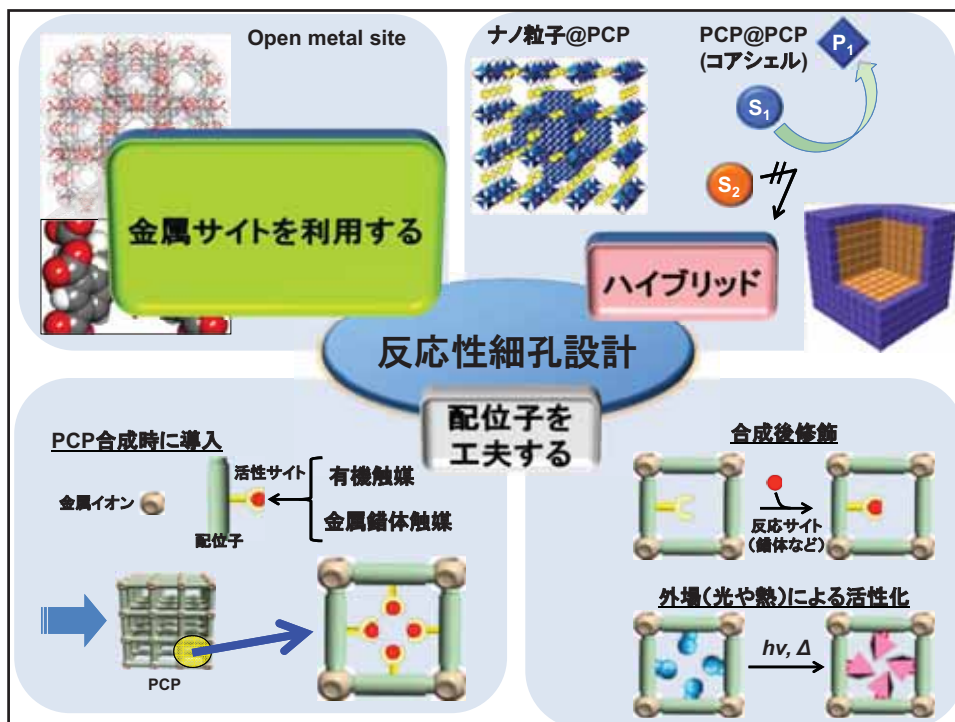 Open metal site
金属サイトを利用する
ナノ粒子@PCP
PCP@PCP
(コアシェル)
P1
S1
S2
ハイブリッド
反応性細孔設計
配位子を
工夫する
PCP合成時に導入
金属イオン
活性サイト
配位子
有機触媒
金属錯体触媒
PCP
合成後修飾
反応サイト
(錯体など)
外場(光や熱)による活性化
hv, Δ